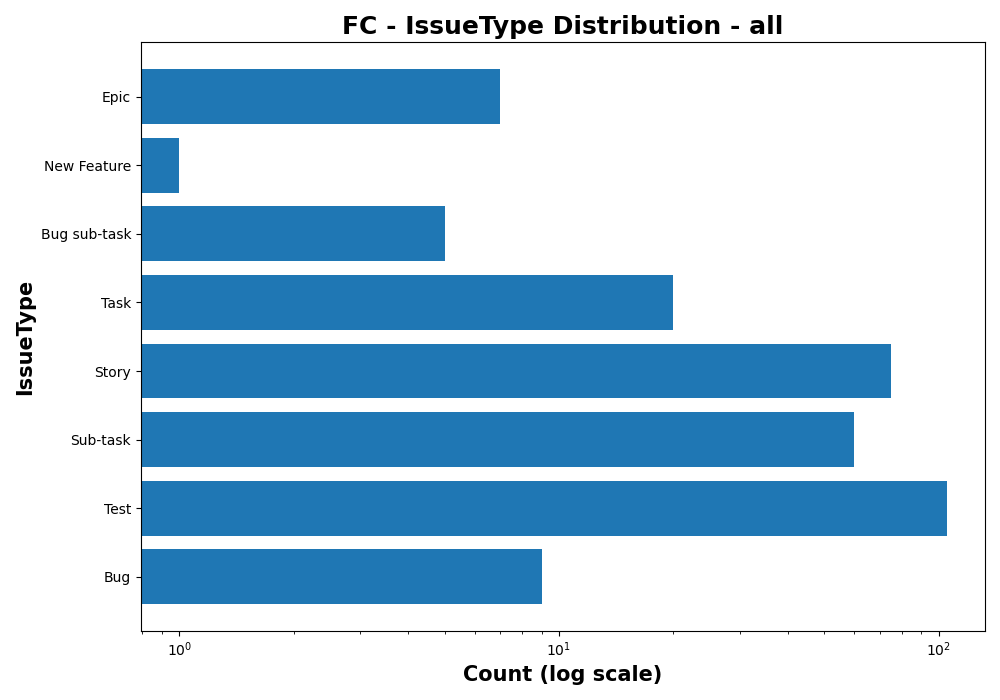 FC - IssueType Distribution - all
Epic
New Feature
Bug sub-task
Task
Story
Sub-task
Test
Bug
IssueType
10⁰ 10¹ 10²
Count (log scale)